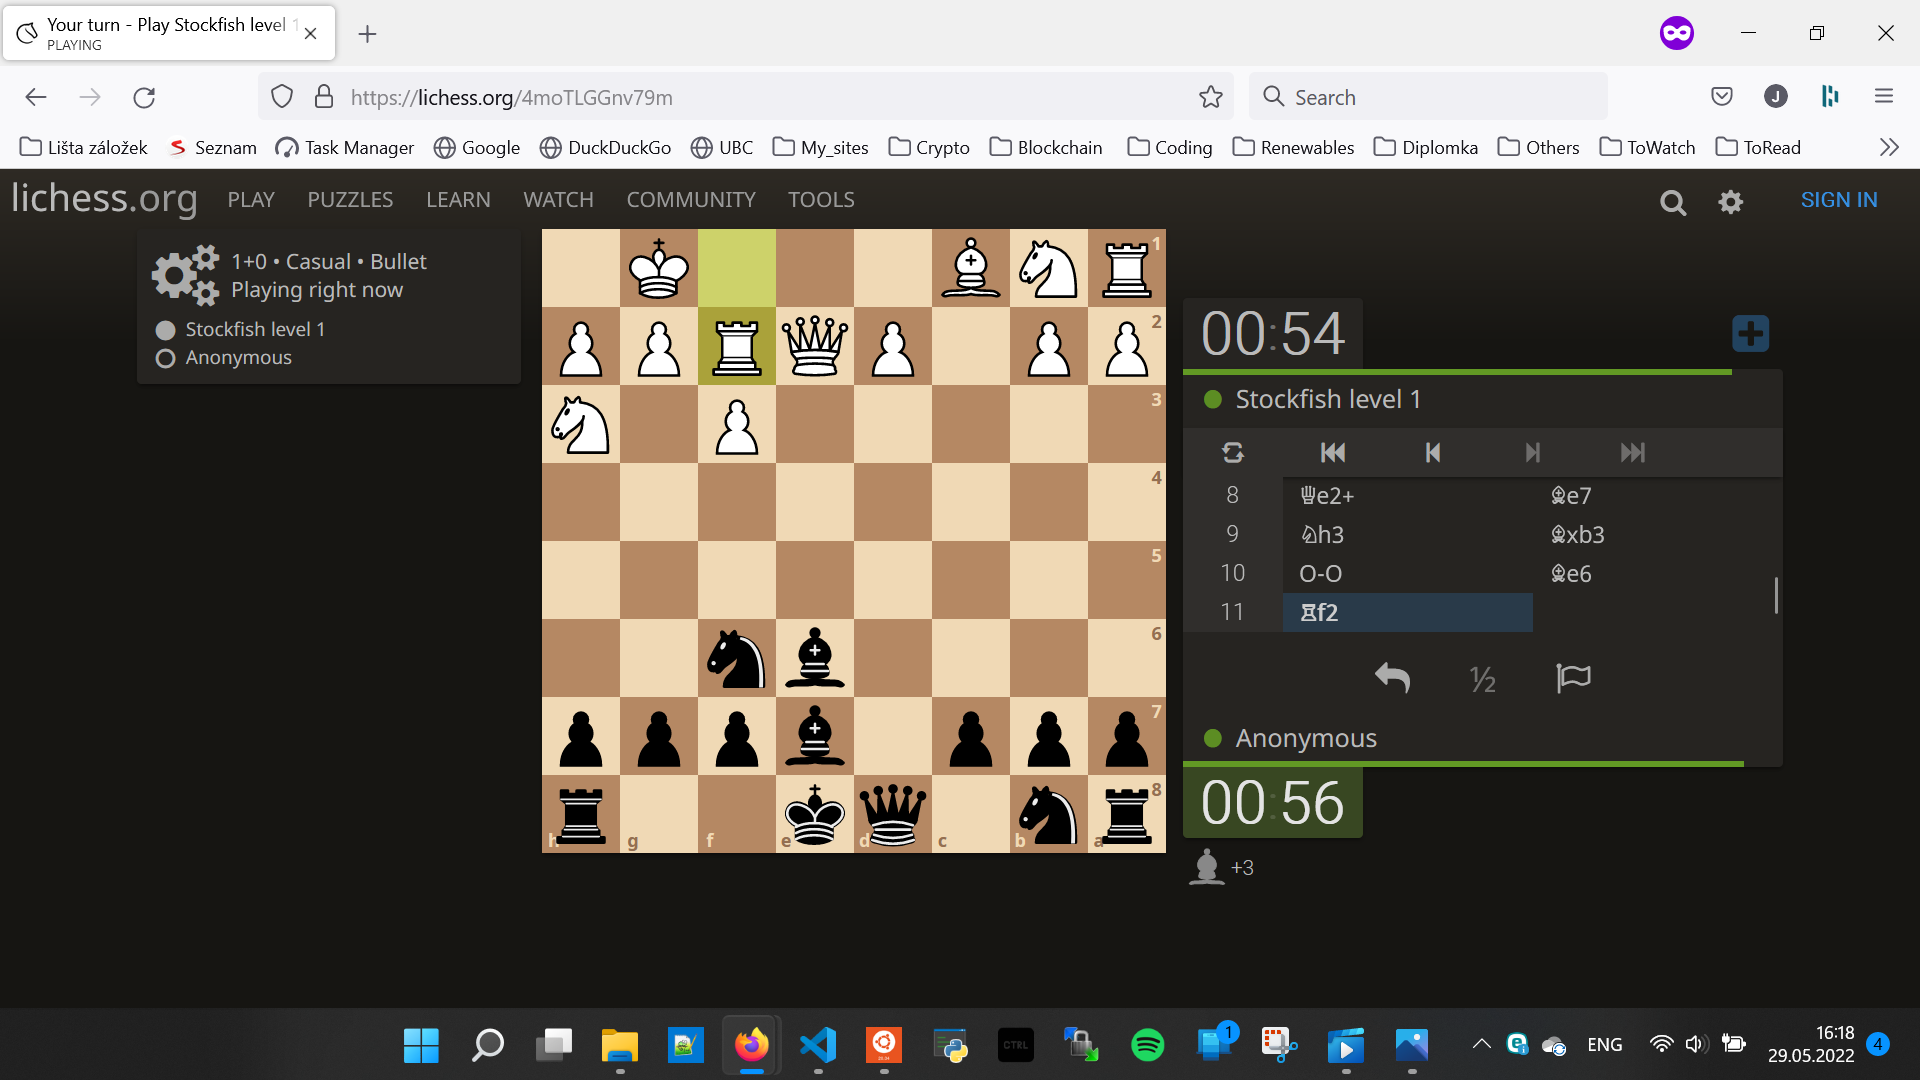 Your turn - Play Stockfish level 1
PLAYING
https://lichess.org/4moTLGGnv79m
Search
J
Lišta záložek
Seznam
Task Manager
Google
DuckDuckGo
UBC
My_sites
Crypto
Blockchain
Coding
Renewables
Diplomka
Others
ToWatch
ToRead
lichess.org
PLAY
PUZZLES
LEARN
WATCH
COMMUNITY
TOOLS
SIGN IN
1+0 • Casual • Bullet
Playing right now
Stockfish level 1
Anonymous
1
2
3
4
5
6
7
8
h g f e d c b a
00:54
Stockfish level 1
8 ♕e2+ ♗e7
9 ♘h3 ♗xb3
10 O-O ♗e6
11 ♖f2
½
Anonymous
00:56
+3
CTRL
1
ENG
16:18
29.05.2022
4